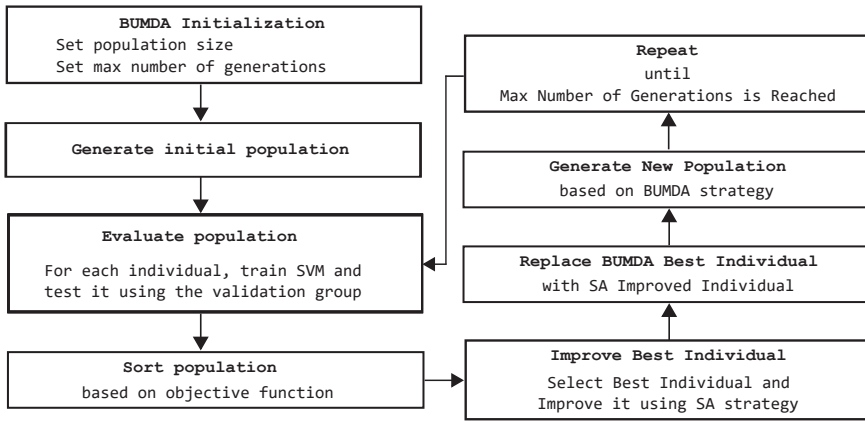 BUMDA Initialization
Set population size
Set max number of generations
Generate initial population
Evaluate population
For each individual, train SVM and
test it using the validation group
Sort population
based on objective function
Improve Best Individual
Select Best Individual and
Improve it using SA strategy
Replace BUMDA Best Individual
with SA Improved Individual
Generate New Population
based on BUMDA strategy
Repeat
until
Max Number of Generations is Reached